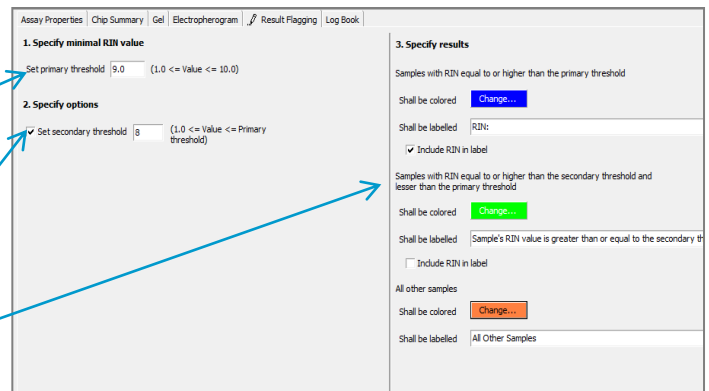 Assay Properties Chip Summary Gel Electropherogram Result Flagging Log Book
1. Specify minimal RIN value
Set primary threshold 9.0 (1.0 <= Value <= 10.0)
2. Specify options
Set secondary threshold 8 (1.0 <= Value <= Primary
threshold)
3. Specify results
Samples with RIN equal to or higher than the primary threshold
Shall be colored Change...
Shall be labelled RIN:
Include RIN in label
Samples with RIN equal to or higher than the secondary threshold and
lesser than the primary threshold
Shall be colored Change...
Shall be labelled Sample's RIN value is greater than or equal to the secondary th
Include RIN in label
All other samples
Shall be colored Change...
Shall be labelled All Other Samples